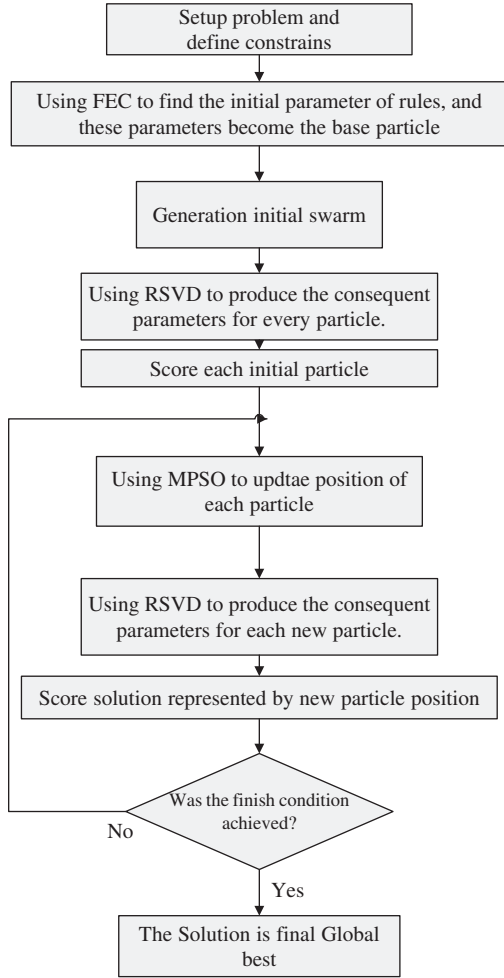 Setup problem and
define constrains
Using FEC to find the initial parameter of rules, and
these parameters become the base particle
Generation initial swarm
Using RSVD to produce the consequent
parameters for every particle.
Score each initial particle
Using MPSO to updtae position of
each particle
Using RSVD to produce the consequent
parameters for each new particle.
Score solution represented by new particle position
Was the finish condition
achieved?
No
Yes
The Solution is final Global
best